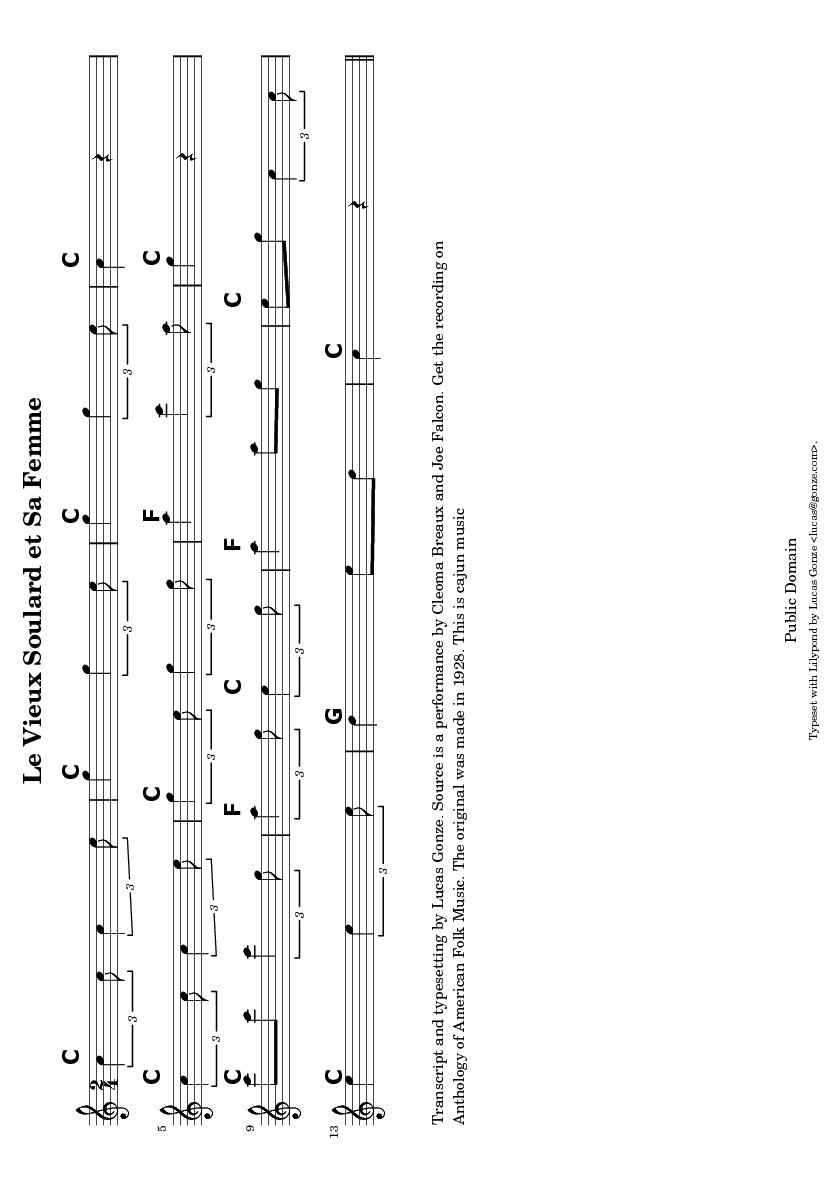 Le Vieux Soulard et Sa Femme
C C C C
2
4
3 3 3 3
5
C C F C
3 3 3 3 3
9
C F C F C
3 3 3 3
13
C G C
3
Transcript and typesetting by Lucas Gonze. Source is a performance by Cleoma Breaux and Joe Falcon. Get the recording on
Anthology of American Folk Music. The original was made in 1928. This is cajun music
Public Domain
Typeset with Lilypond by Lucas Gonze <lucas@gonze.com>.